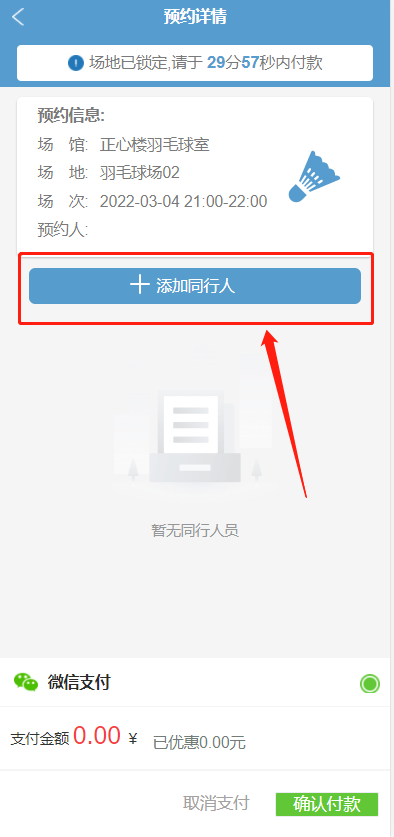 预约详情
场地已锁定,请于 29分57秒内付款
预约信息:
场 馆: 正心楼羽毛球室
场 地: 羽毛球场02
场 次: 2022-03-04 21:00-22:00
预约人:
添加同行人
暂无同行人员
微信支付
支付金额 0.00 ¥ 已优惠0.00元
取消支付 确认付款